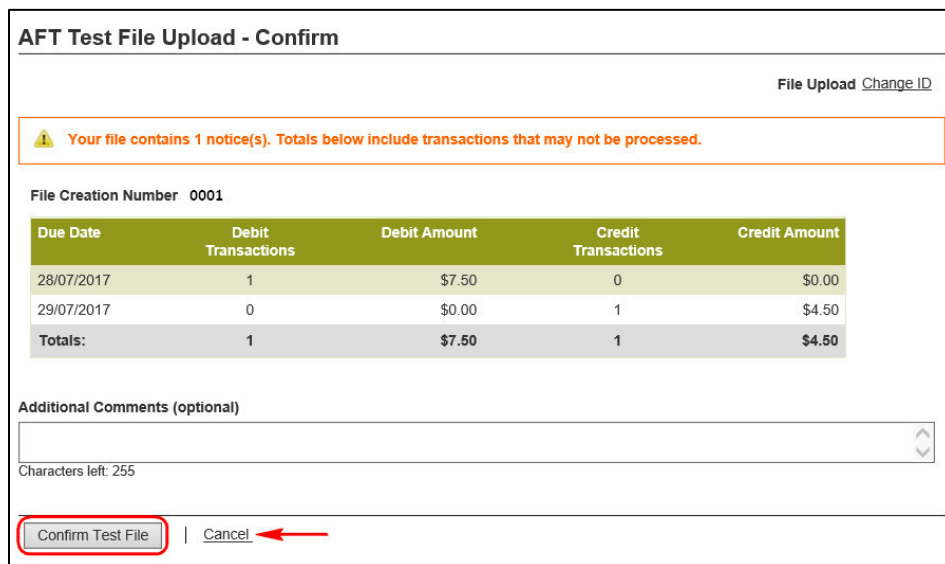 AFT Test File Upload - Confirm
File Upload Change ID
Your file contains 1 notice(s). Totals below include transactions that may not be processed.
File Creation Number 0001
Due Date Debit Transactions Debit Amount Credit Transactions Credit Amount
28/07/2017 1 $7.50 0 $0.00
29/07/2017 0 $0.00 1 $4.50
Totals: 1 $7.50 1 $4.50
Additional Comments (optional)
Characters left: 255
Confirm Test File | Cancel